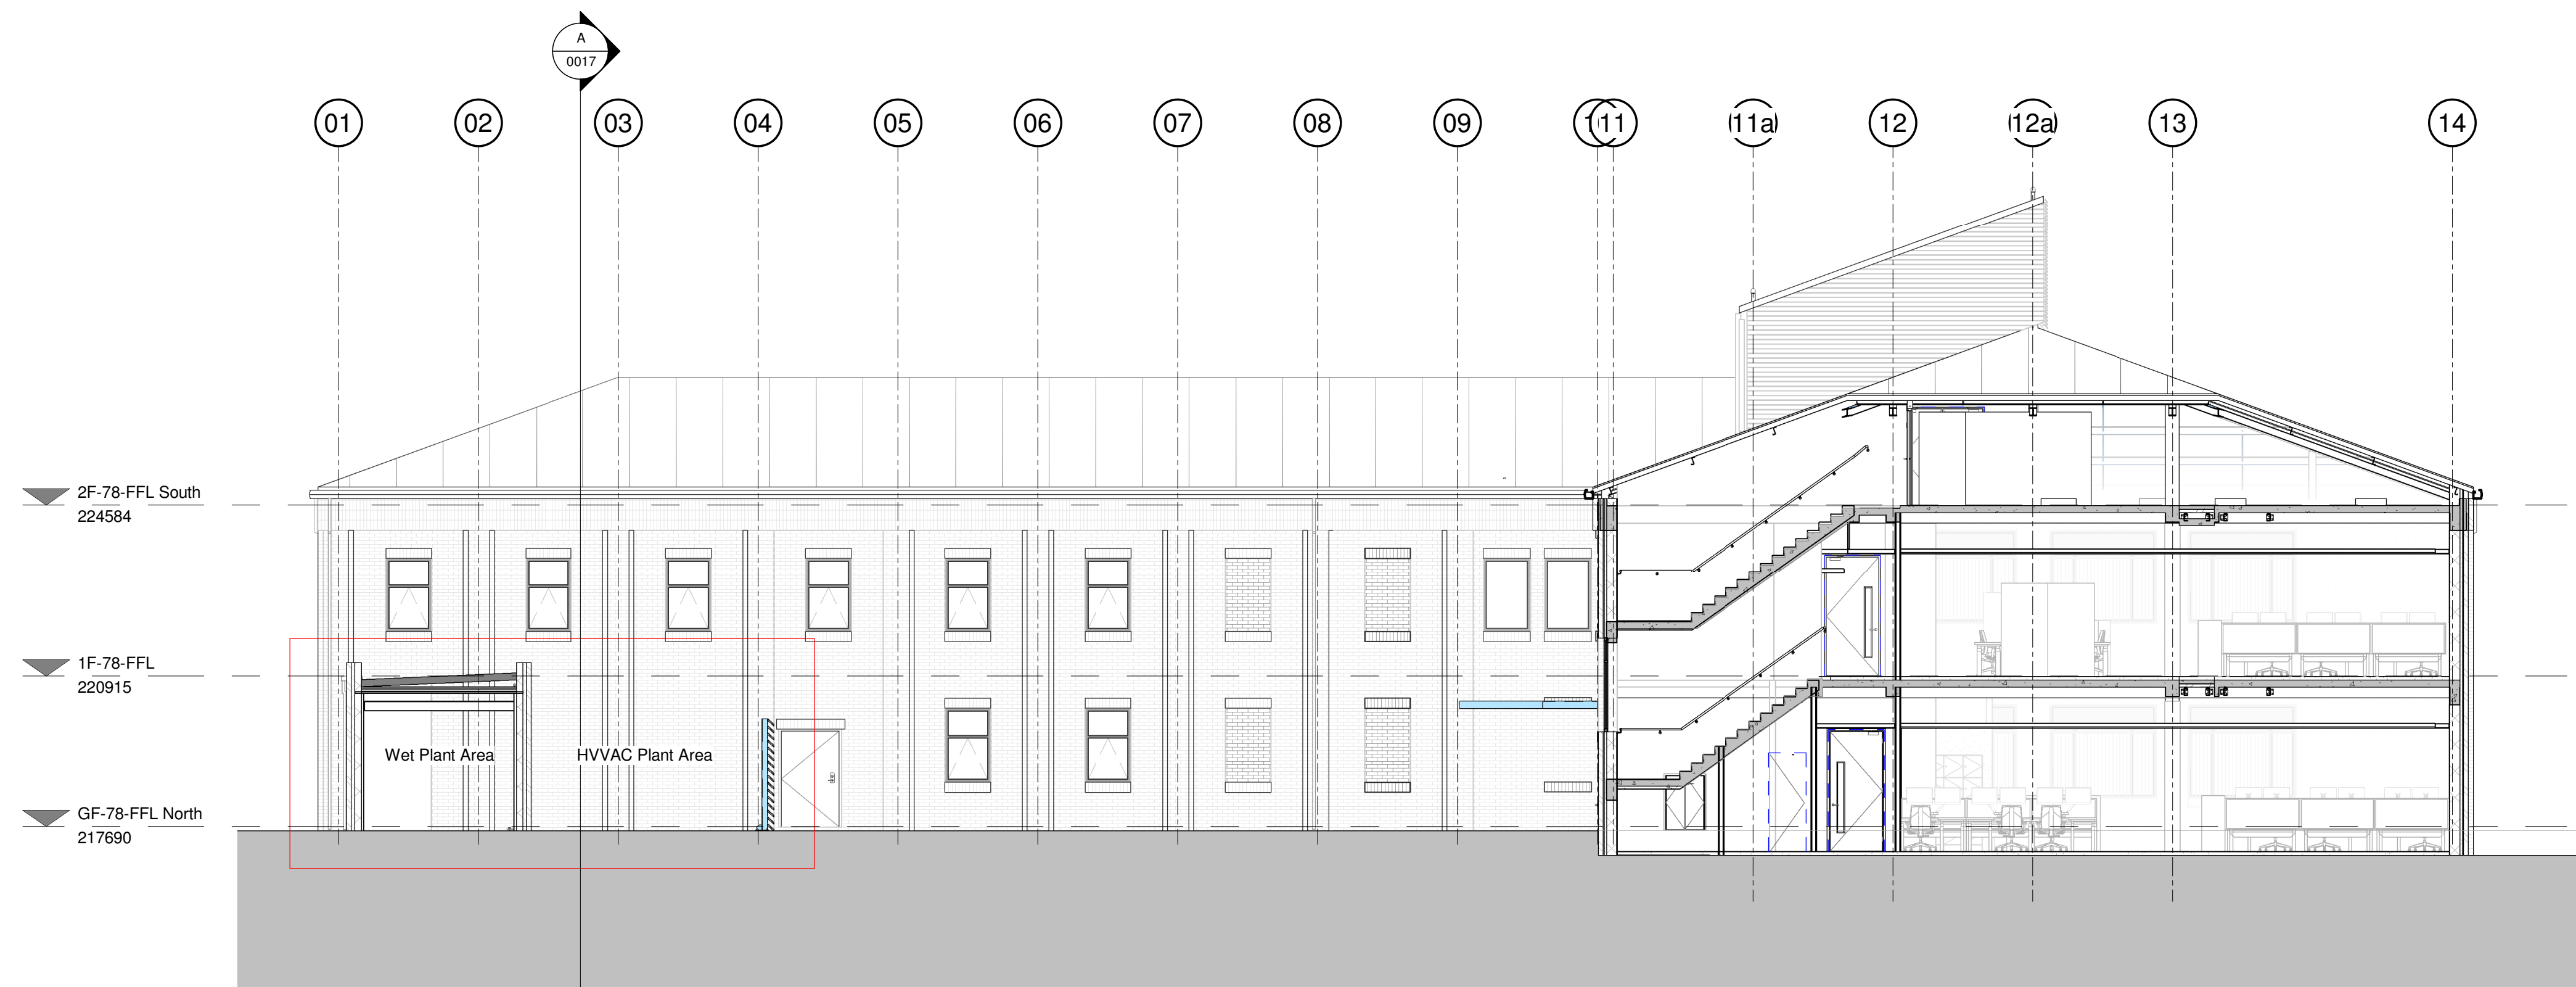 A
0017
01
02
03
04
05
06
07
08
09
11
11a
12
12a
13
14
2F-78-FFL South
224584
1F-78-FFL
220915
Wet Plant Area
HVVAC Plant Area
GF-78-FFL North
217690